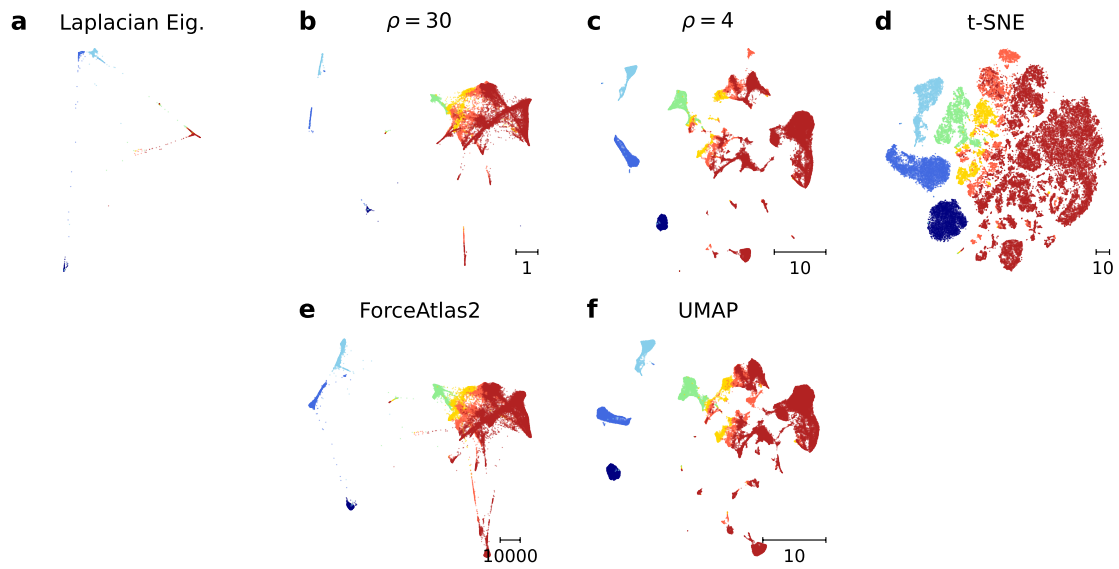 a Laplacian Eig.
b ρ = 30
c ρ = 4
d t-SNE
1
10
10
e ForceAtlas2
f UMAP
10000
10